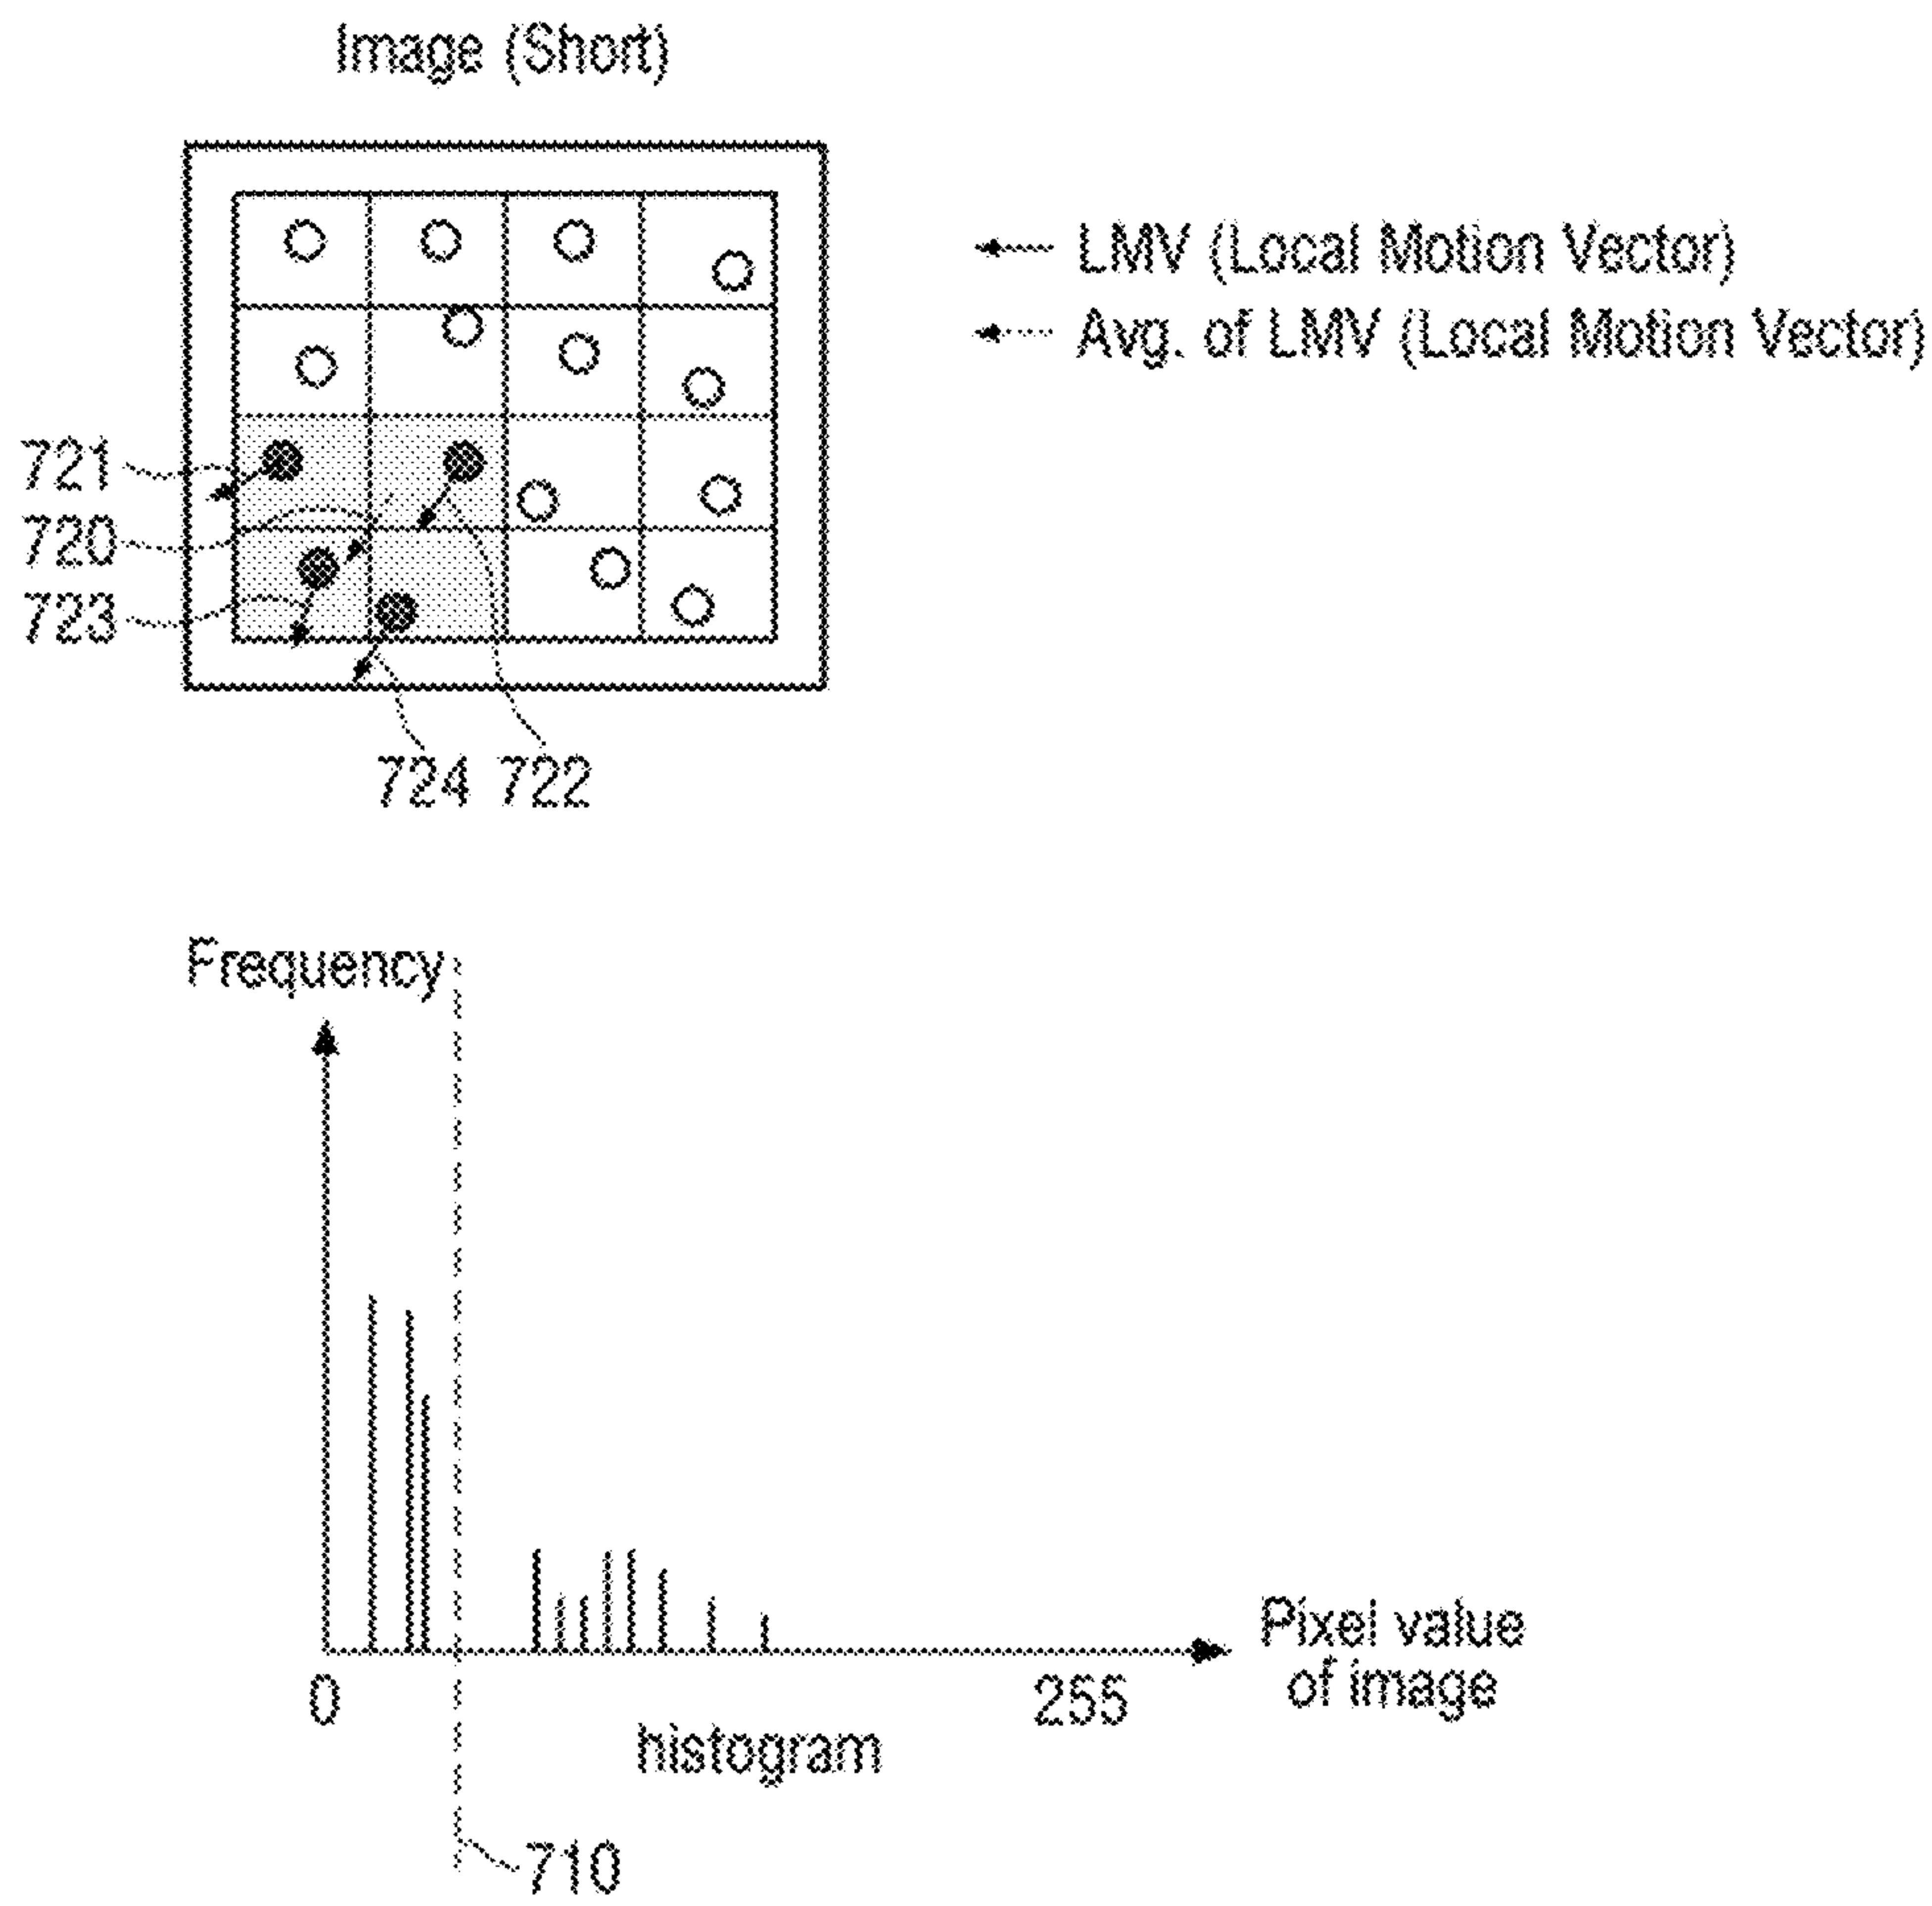 Image (Short)
LMV (Local Motion Vector)
Avg. of LMV (Local Motion Vector)
721
720
723
724 722
Frequency
0
255
Pixel value
of image
histogram
710